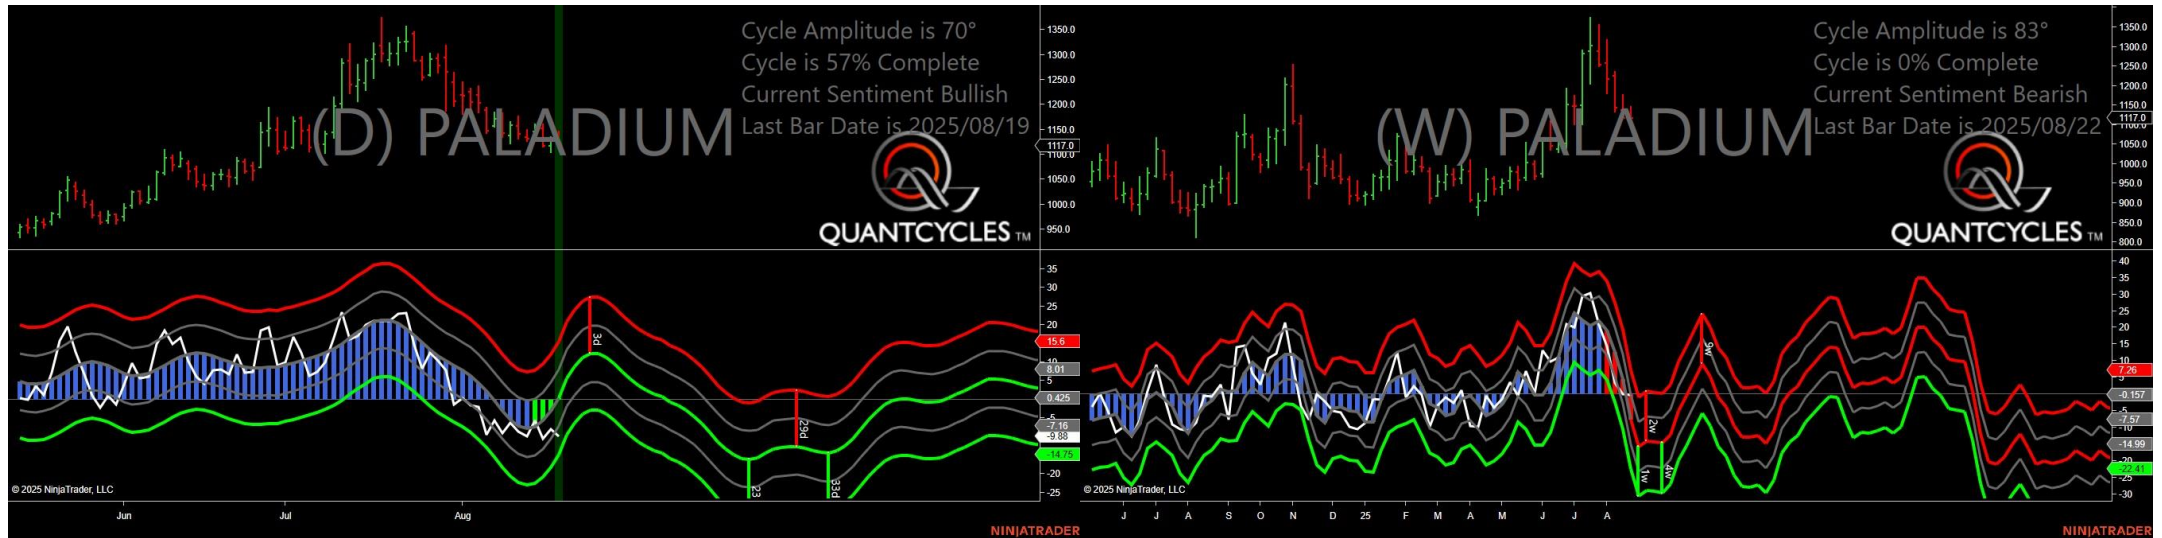 Cycle Amplitude is 70°
Cycle is 57% Complete
Current Sentiment Bullish
Last Bar Date is 2025/08/19
(D) PALADIUM
QUANTCYCLES TM
1350.0
1300.0
1250.0
1200.0
1150.0
1117.0
1100.0
1050.0
1000.0
950.0
35
30
25
20
15.6
10
8.01
5
0.425
-5
-7.16
-9.88
-14.75
-20
-25
3d
29d
23
33d
© 2025 NinjaTrader, LLC
Jun Jul Aug
NINJATRADER
Cycle Amplitude is 83°
Cycle is 0% Complete
Current Sentiment Bearish
Last Bar Date is 2025/08/22
(W) PALADIUM
QUANTCYCLES TM
1350.0
1300.0
1250.0
1200.0
1150.0
1117.0
1100.0
1050.0
1000.0
950.0
900.0
850.0
800.0
40
35
30
25
20
15
10
7.26
-0.157
-5
-7.57
-10
-14.99
-20
-22.41
-25
-30
9w
2w
1w
4w
© 2025 NinjaTrader, LLC
J J A S O N D 25 F M A M J J A
NINJATRADER